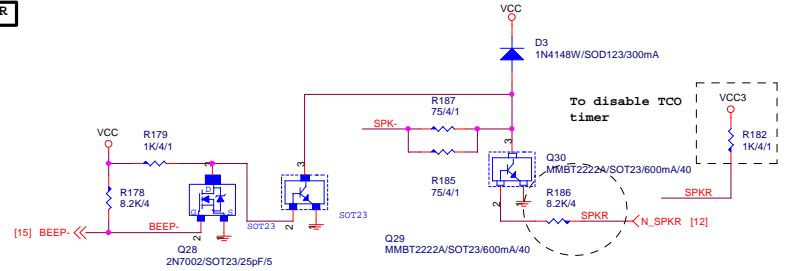 R
VCC
D3
1N4148W/SOD123/300mA
R187
75/4/1
To disable TCO
timer
VCC3
R182
1K/4/1
VCC
R179
1K/4/1
SPK-
3
3
3
Q30
MMBT2222A/SOT23/600mA/40
R178
8.2K/4
D
G
S
R185
75/4/1
R186
8.2K/4
SPKR
[15] BEEP-
BEEP-
2
1
SOT23
2
1
SOT23
2
1
SPKR
N_SPKR [12]
Q28
2N7002/SOT23/25pF/5
Q29
MMBT2222A/SOT23/600mA/40